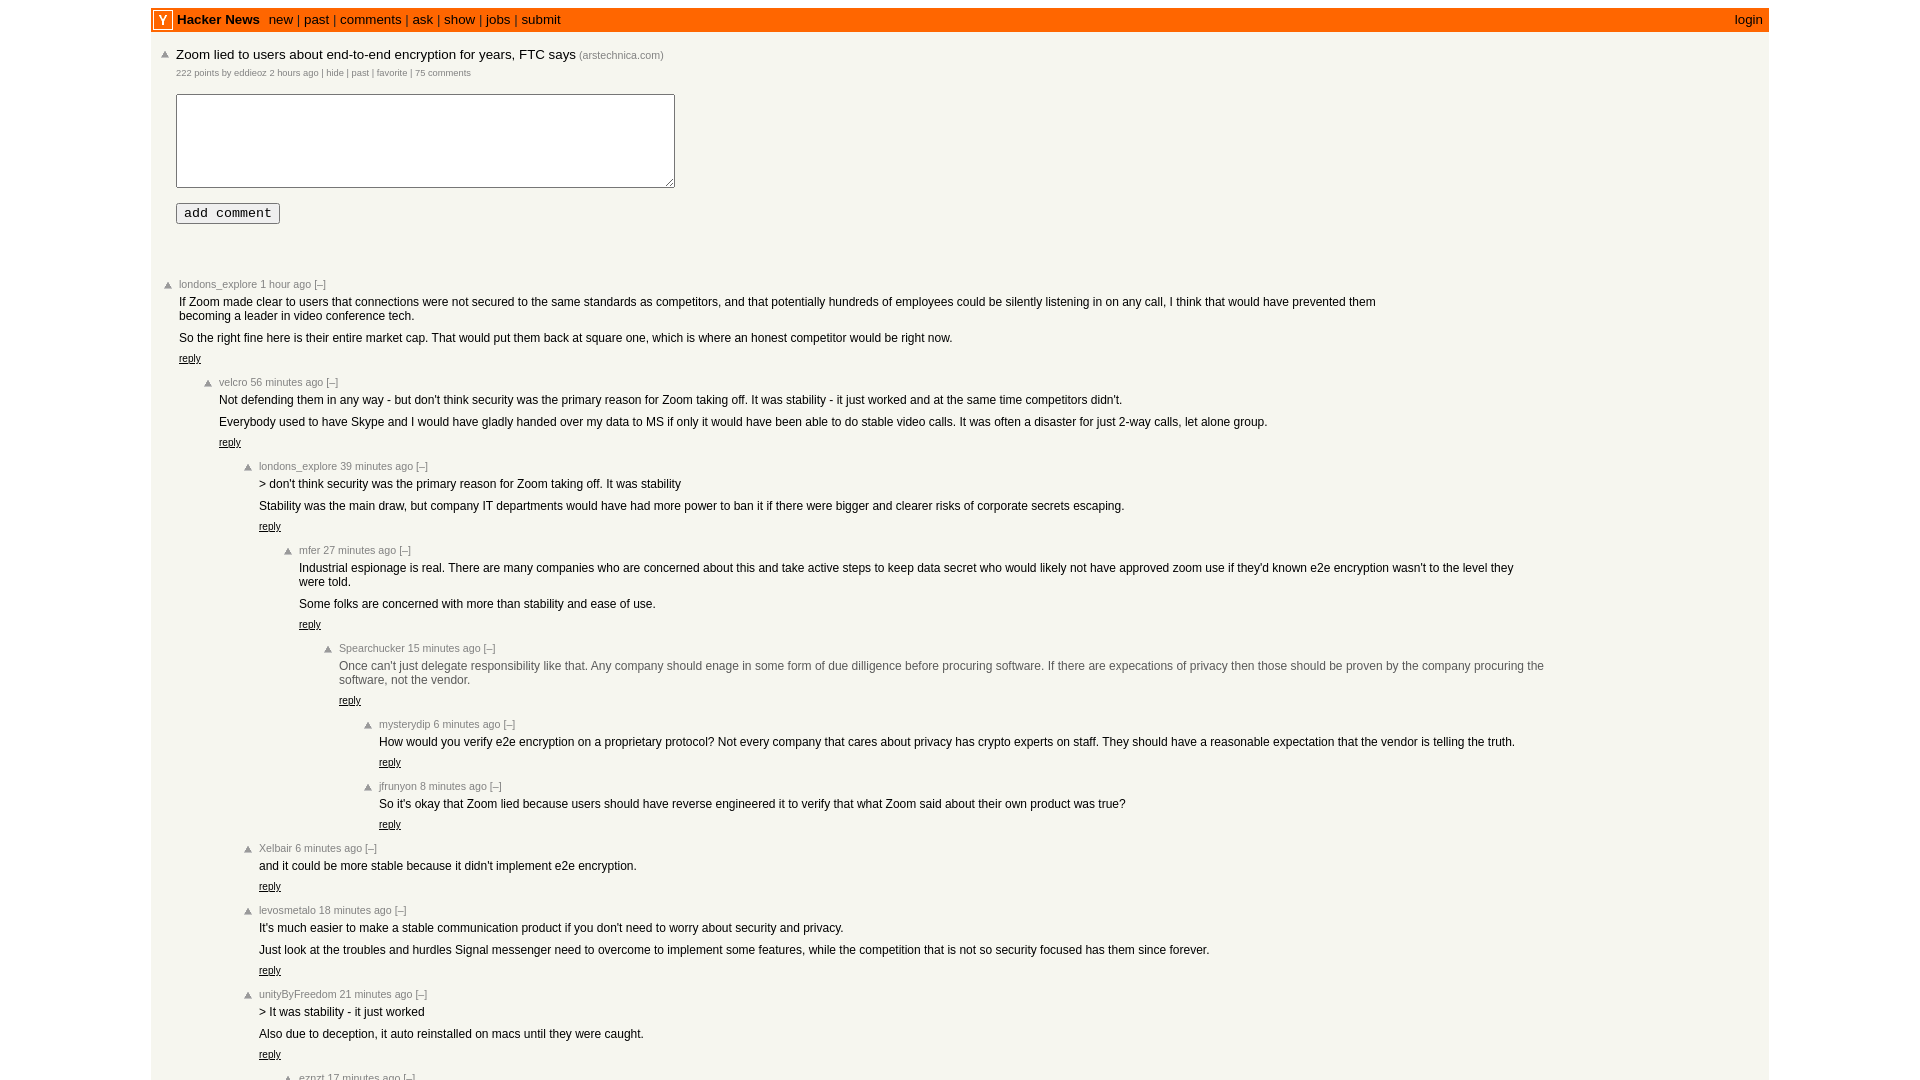 Y Hacker News new | past | comments | ask | show | jobs | submit login
Zoom lied to users about end-to-end encryption for years, FTC says (arstechnica.com)
222 points by eddieoz 2 hours ago | hide | past | favorite | 75 comments
add comment
londons_explore 1 hour ago [–]
If Zoom made clear to users that connections were not secured to the same standards as competitors, and that potentially hundreds of employees could be silently listening in on any call, I think that would have prevented them
becoming a leader in video conference tech.
So the right fine here is their entire market cap. That would put them back at square one, which is where an honest competitor would be right now.
reply
velcro 56 minutes ago [–]
Not defending them in any way - but don't think security was the primary reason for Zoom taking off. It was stability - it just worked and at the same time competitors didn't.
Everybody used to have Skype and I would have gladly handed over my data to MS if only it would have been able to do stable video calls. It was often a disaster for just 2-way calls, let alone group.
reply
londons_explore 39 minutes ago [–]
> don't think security was the primary reason for Zoom taking off. It was stability
Stability was the main draw, but company IT departments would have had more power to ban it if there were bigger and clearer risks of corporate secrets escaping.
reply
mfer 27 minutes ago [–]
Industrial espionage is real. There are many companies who are concerned about this and take active steps to keep data secret who would likely not have approved zoom use if they'd known e2e encryption wasn't to the level they
were told.
Some folks are concerned with more than stability and ease of use.
reply
Spearchucker 15 minutes ago [–]
Once can't just delegate responsibility like that. Any company should enage in some form of due dilligence before procuring software. If there are expecations of privacy then those should be proven by the company procuring the
software, not the vendor.
reply
mysterydip 6 minutes ago [–]
How would you verify e2e encryption on a proprietary protocol? Not every company that cares about privacy has crypto experts on staff. They should have a reasonable expectation that the vendor is telling the truth.
reply
jfrunyon 8 minutes ago [–]
So it's okay that Zoom lied because users should have reverse engineered it to verify that what Zoom said about their own product was true?
reply
Xelbair 6 minutes ago [–]
and it could be more stable because it didn't implement e2e encryption.
reply
levosmetalo 18 minutes ago [–]
It's much easier to make a stable communication product if you don't need to worry about security and privacy.
Just look at the troubles and hurdles Signal messenger need to overcome to implement some features, while the competition that is not so security focused has them since forever.
reply
unityByFreedom 21 minutes ago [–]
> It was stability - it just worked
Also due to deception, it auto reinstalled on macs until they were caught.
reply
eznzt 17 minutes ago [–]